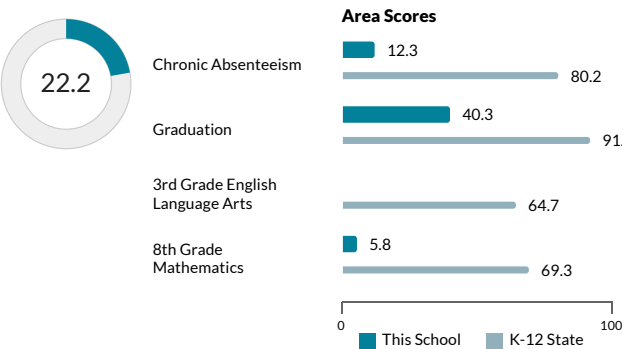 Area Scores
22.2
Chronic Absenteeism
12.3
80.2
Graduation
40.3
91.
3rd Grade English
Language Arts
64.7
8th Grade
Mathematics
5.8
69.3
0
100
This School
K-12 State